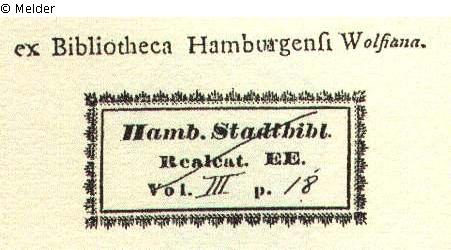 © Melder
ex Bibliotheca Hamburgenſi Wolfiana.
Hamb. Stadtbibl.
Realcat. EE.
Vol. III p. 18